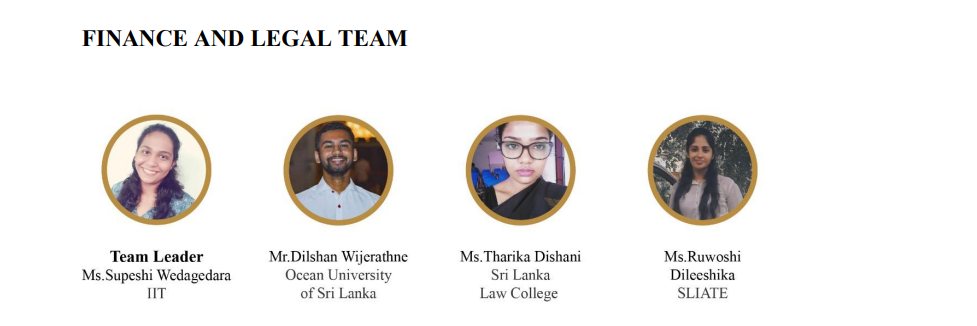 FINANCE AND LEGAL TEAM
Team Leader
Ms.Supeshi Wedagedara
IIT
Mr.Dilshan Wijerathne
Ocean University
of Sri Lanka
Ms.Tharika Dishani
Sri Lanka
Law College
Ms.Ruwoshi
Dileeshika
SLIATE